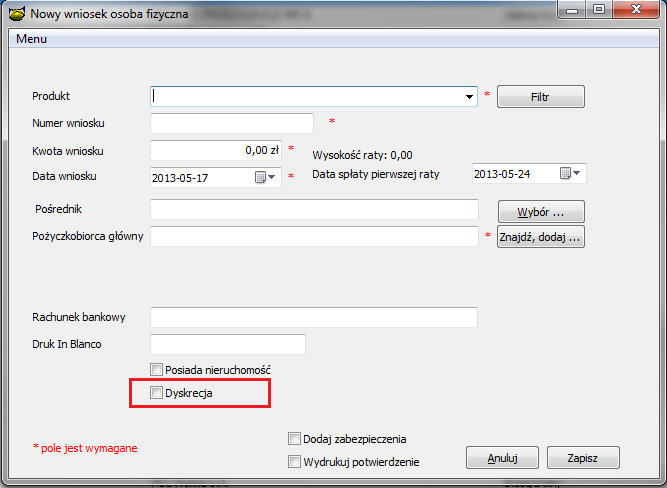 Nowy wniosek osoba fizyczna
Menu
Produkt * Filtr
Numer wniosku *
Kwota wniosku 0,00 zł * Wysokość raty: 0,00
Data wniosku 2013-05-17 * Data spłaty pierwszej raty 2013-05-24
Pośrednik Wybór ...
Pożyczkobiorca główny * Znajdź, dodaj ...
Rachunek bankowy
Druk In Blanco
Posiada nieruchomość
Dyskrecja
* pole jest wymagane
Dodaj zabezpieczenia
Wydrukuj potwierdzenie
Anuluj Zapisz